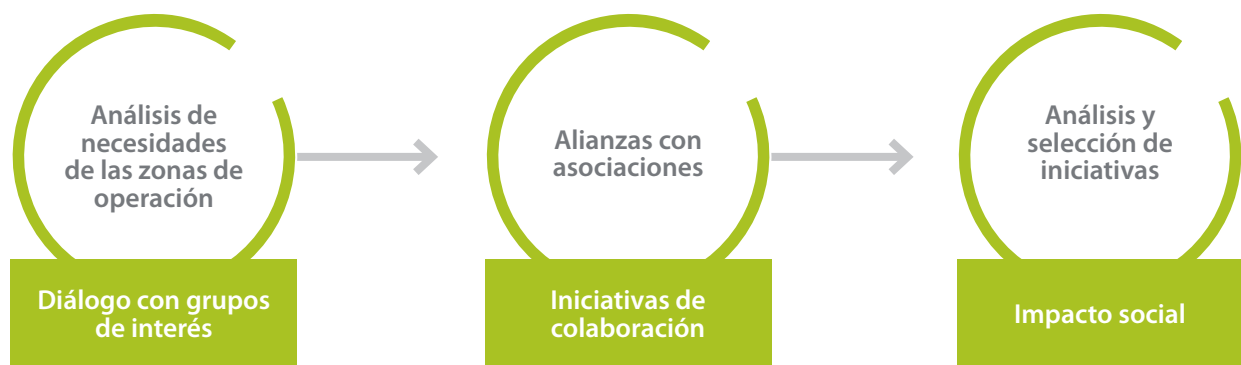 Análisis de
necesidades
de las zonas de
operación
Diálogo con grupos
de interés
Alianzas con
asociaciones
Iniciativas de
colaboración
Análisis y
selección de
iniciativas
Impacto social